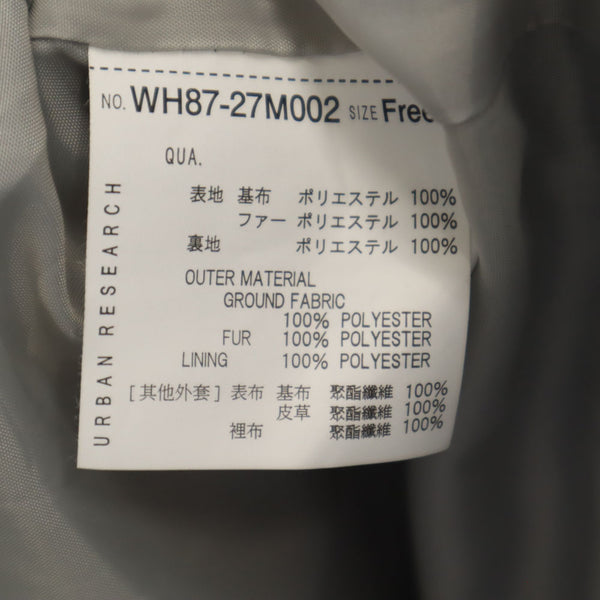 NO. WH87-27M002 SIZE Free
QUA.
表地 基布 ポリエステル 100%
ファー ポリエステル 100%
裏地 ポリエステル 100%
OUTER MATERIAL
GROUND FABRIC
100% POLYESTER
FUR 100% POLYESTER
LINING 100% POLYESTER
[其他外套] 表布 基布 聚酯纖維 100%
皮草 聚酯纖維 100%
裡布 聚酯纖維 100%
URBAN RESEARCH